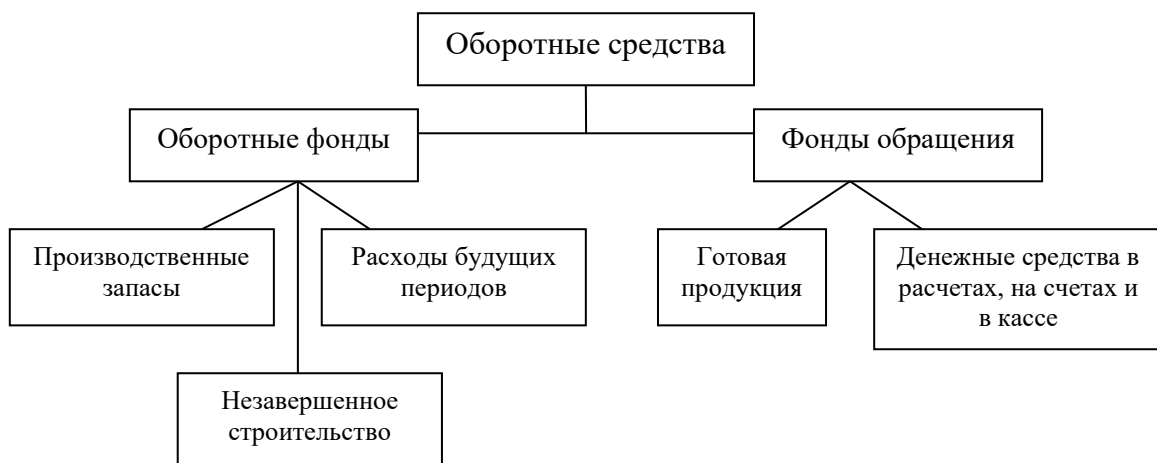 Оборотные средства
Оборотные фонды
Фонды обращения
Производственные
запасы
Расходы будущих
периодов
Готовая
продукция
Денежные средства в
расчетах, на счетах и
в кассе
Незавершенное
строительство